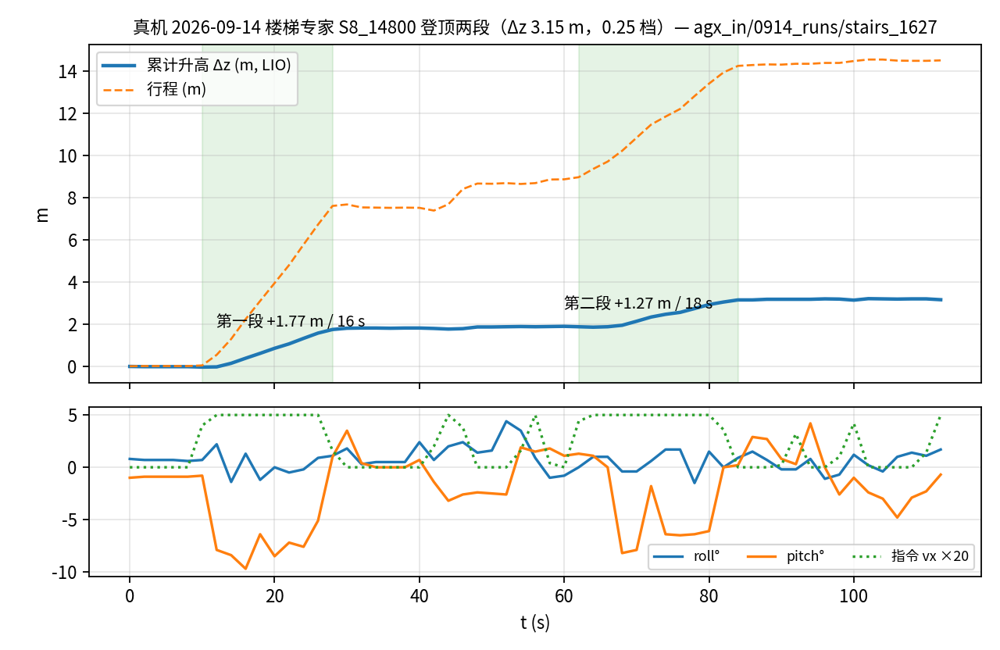 真机 2026-09-14 楼梯专家 S8_14800 登顶两段（Δz 3.15 m，0.25 档）— agx_in/0914_runs/stairs_1627
累计升高 Δz (m, LIO)
行程 (m)
14
12
10
8
6
4
2
0
m
第一段 +1.77 m / 16 s
第二段 +1.27 m / 18 s
5
0
-5
-10
roll° pitch° 指令 vx ×20
0 20 40 60 80 100
t (s)